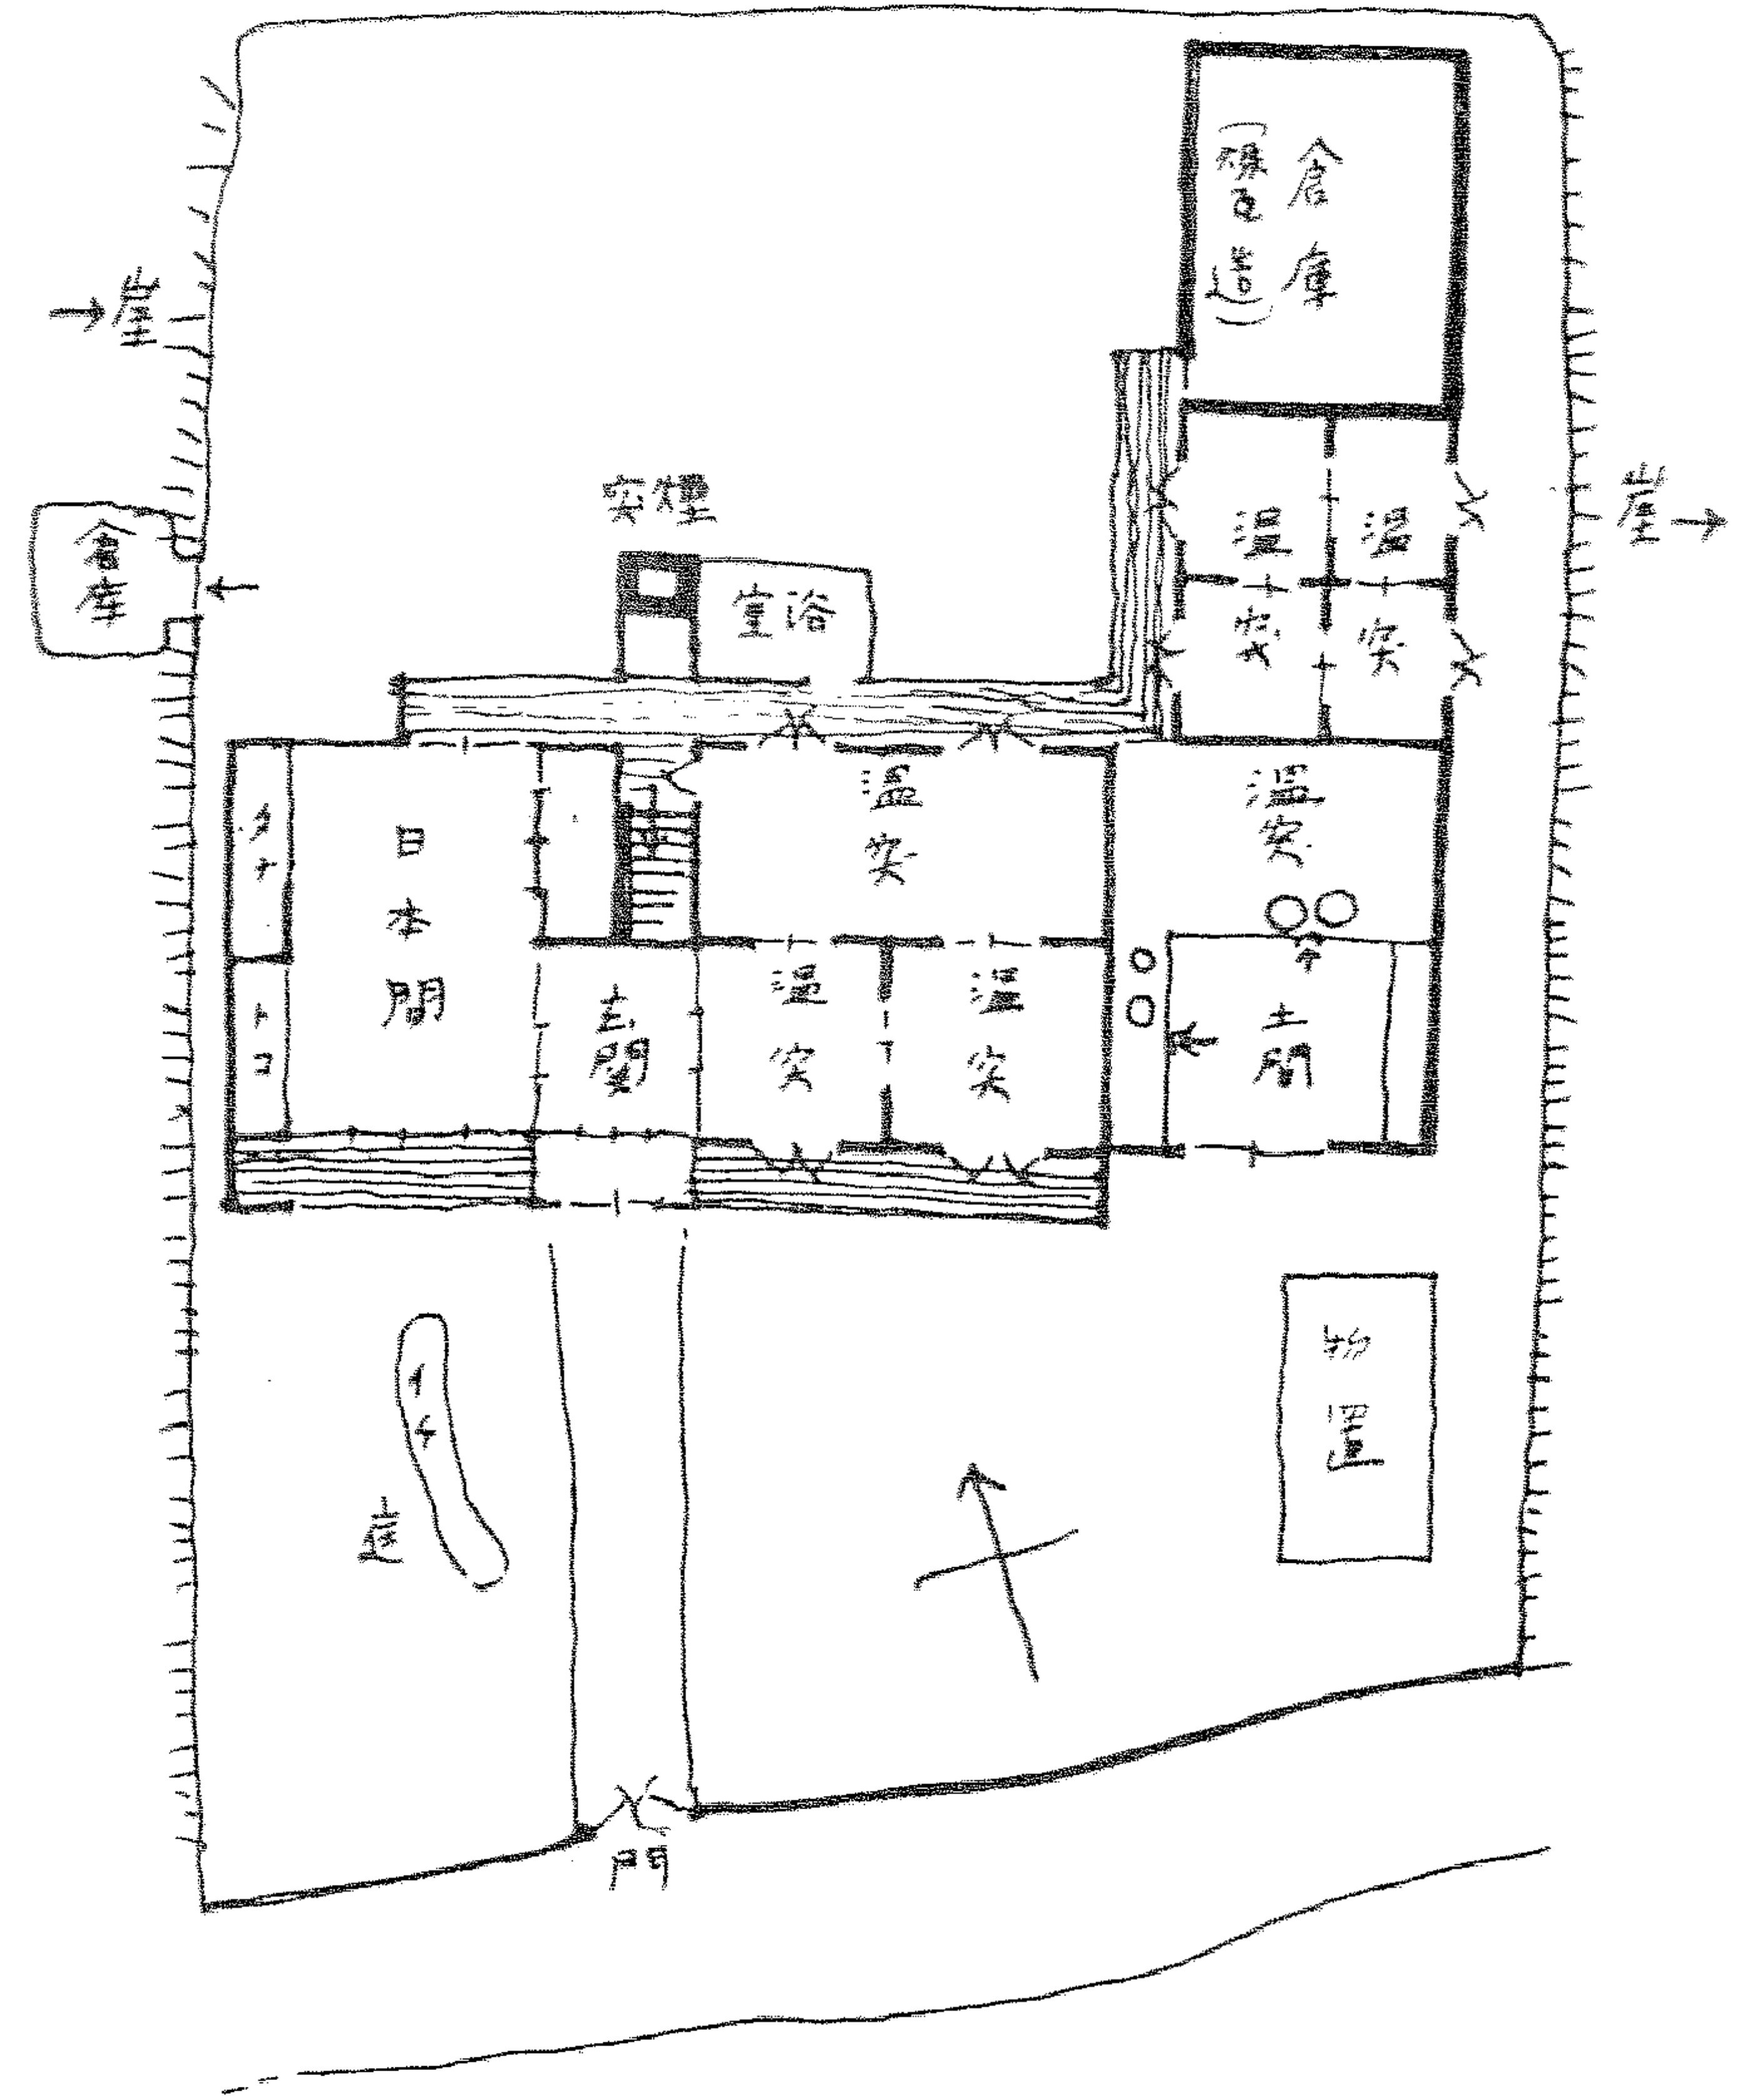 倉庫
(煉瓦造)
崖
崖
倉庫
突煙
室浴
温突
温突
タナ
日本間
温突
温突
トコ
玄関
温突
温突
土間
イケ
庭
物置
門